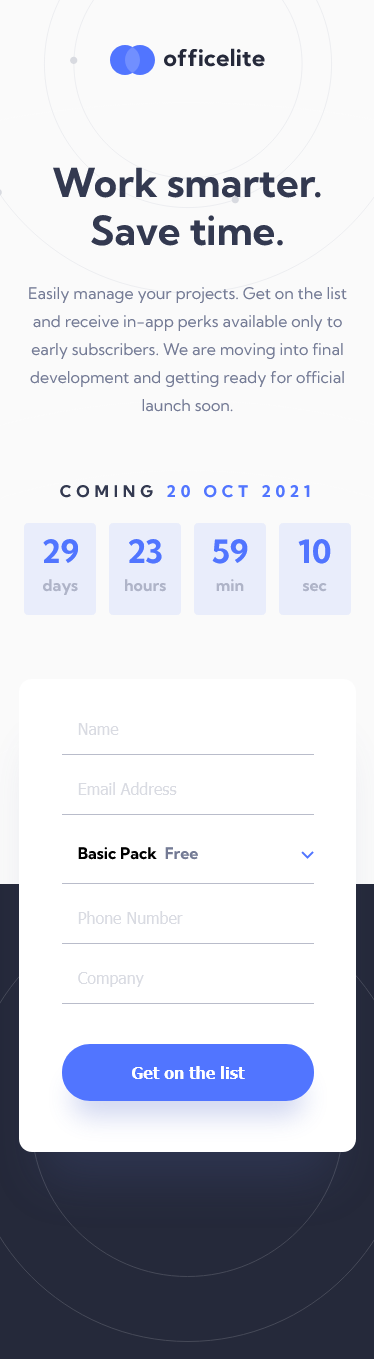 officelite
Work smarter.
Save time.
Easily manage your projects. Get on the list
and receive in-app perks available only to
early subscribers. We are moving into final
development and getting ready for official
launch soon.
COMING 20 OCT 2021
29 23 59 10
days hours min sec
Name
Email Address
Basic Pack Free
Phone Number
Company
Get on the list